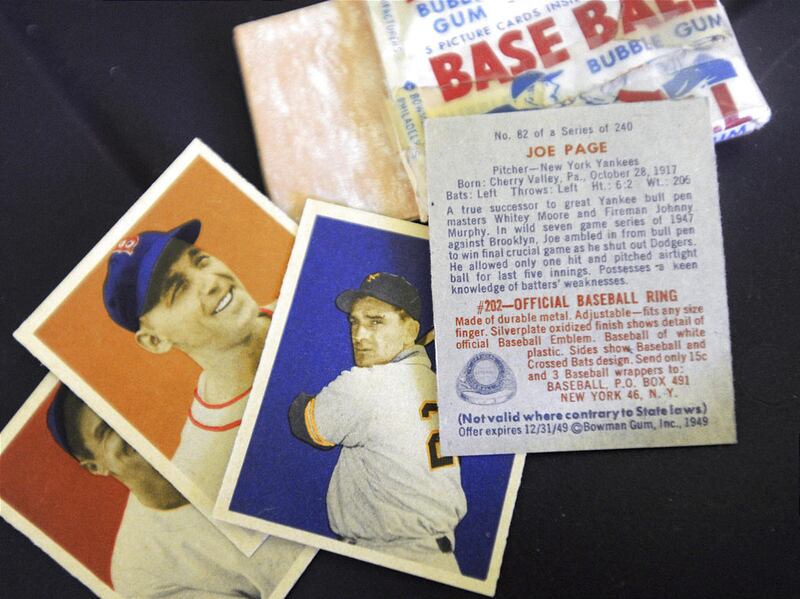 BUBBLE
GUM
5 PICTURE CARDS INSIDE
BASE BALL
BUBBLE GUM
BOWM
PHILADEL
MANUFACTURERS
UM
B
No. 82 of a Series of 240
JOE PAGE
Pitcher—New York Yankees
Born: Cherry Valley, Pa., October 28, 1917
Bats: Left Throws: Left Ht.: 6:2 Wt.: 205
A true successor to great Yankee bull pen
masters Whitey Moore and Fireman Johnny
Murphy. In wild seven game series of 1947
against Brooklyn, Joe ambled in from bull pen
to win final crucial game as he shut out Dodgers.
He allowed only one hit and pitched airtight
ball for last five innings. Possesses a keen
knowledge of batters' weaknesses.
#202—OFFICIAL BASEBALL RING
Made of durable metal. Adjustable—fits any size
finger. Silverplate oxidized finish shows detail of
official Baseball Emblem. Baseball of white
plastic. Sides show Baseball and
Crossed Bats design. Send only 15c
and 3 Baseball wrappers to:
BASEBALL, P.O. BOX 491
NEW YORK 46, N. Y.
(Not valid where contrary to State laws)
Offer expires 12/31/49 ©Bowman Gum, Inc., 1949